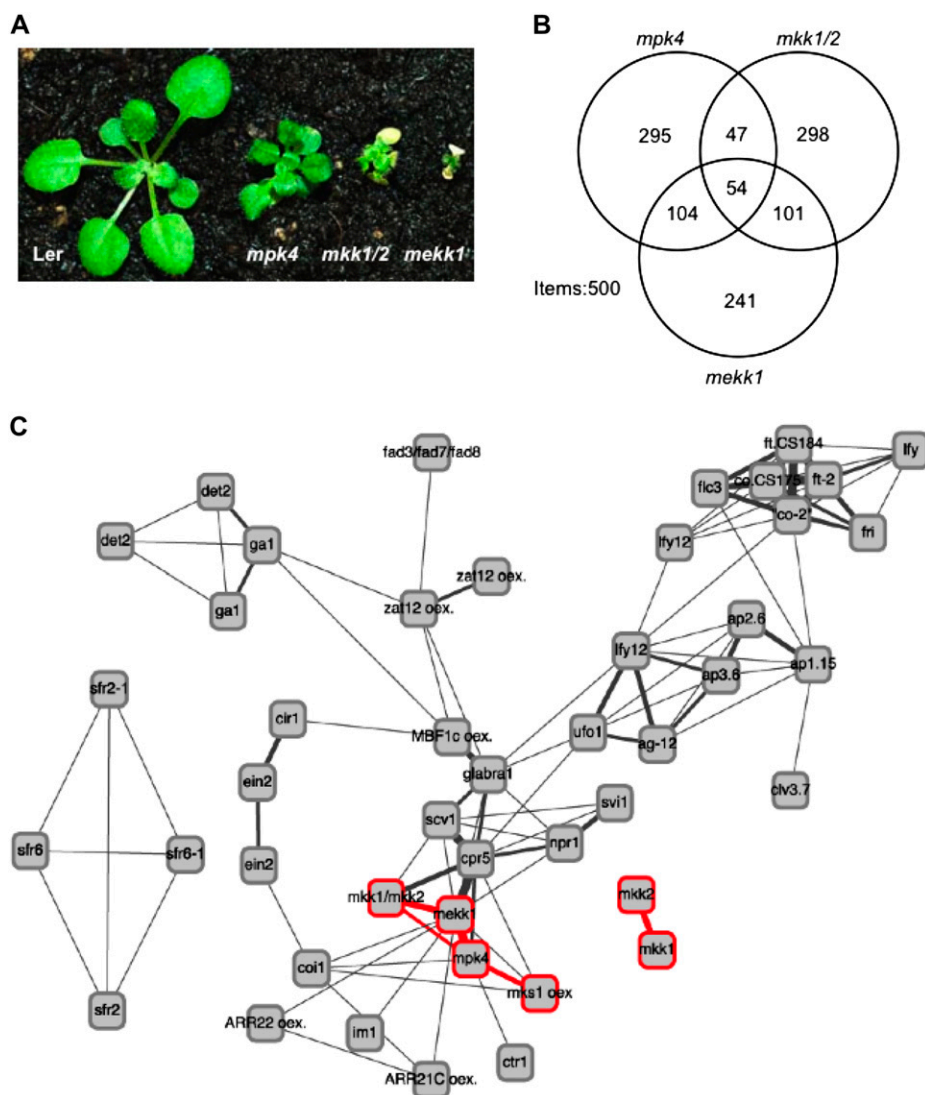 A
Ler
mpk4
mkk1/2
mekk1
B
mpk4
mkk1/2
295
47
298
54
104
101
Items:500
241
mekk1
C
fad3/fad7/fad8
ft.CS184
lfy
flc3
co.CS175
ft-2
co-2
fri
lfy12
det2
det2
ga1
ga1
zat12 oex.
zat12 oex.
ap2.6
lfy12
ap3.6
ap1.15
ufo1
ag-12
clv3.7
sfr2-1
cir1
MBF1c oex.
glabra1
ein2
svi1
scv1
npr1
sfr6
sfr6-1
ein2
cpr5
mkk1/mkk2
mekk1
mkk2
mkk1
mpk4
coi1
mks1 oex
sfr2
ARR22 oex.
im1
ctr1
ARR21C oex.